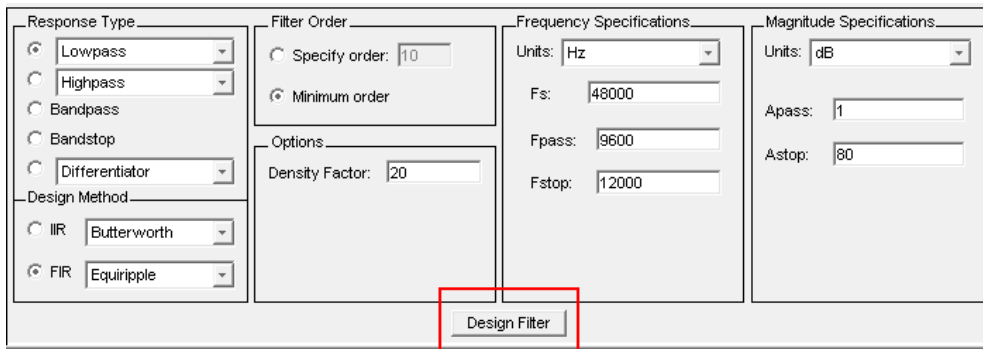 Response Type
Lowpass
Highpass
Bandpass
Bandstop
Differentiator
Design Method
IIR Butterworth
FIR Equiripple
Filter Order
Specify order: 10
Minimum order
Options
Density Factor: 20
Frequency Specifications
Units: Hz
Fs: 48000
Fpass: 9600
Fstop: 12000
Magnitude Specifications
Units: dB
Apass: 1
Astop: 80
Design Filter